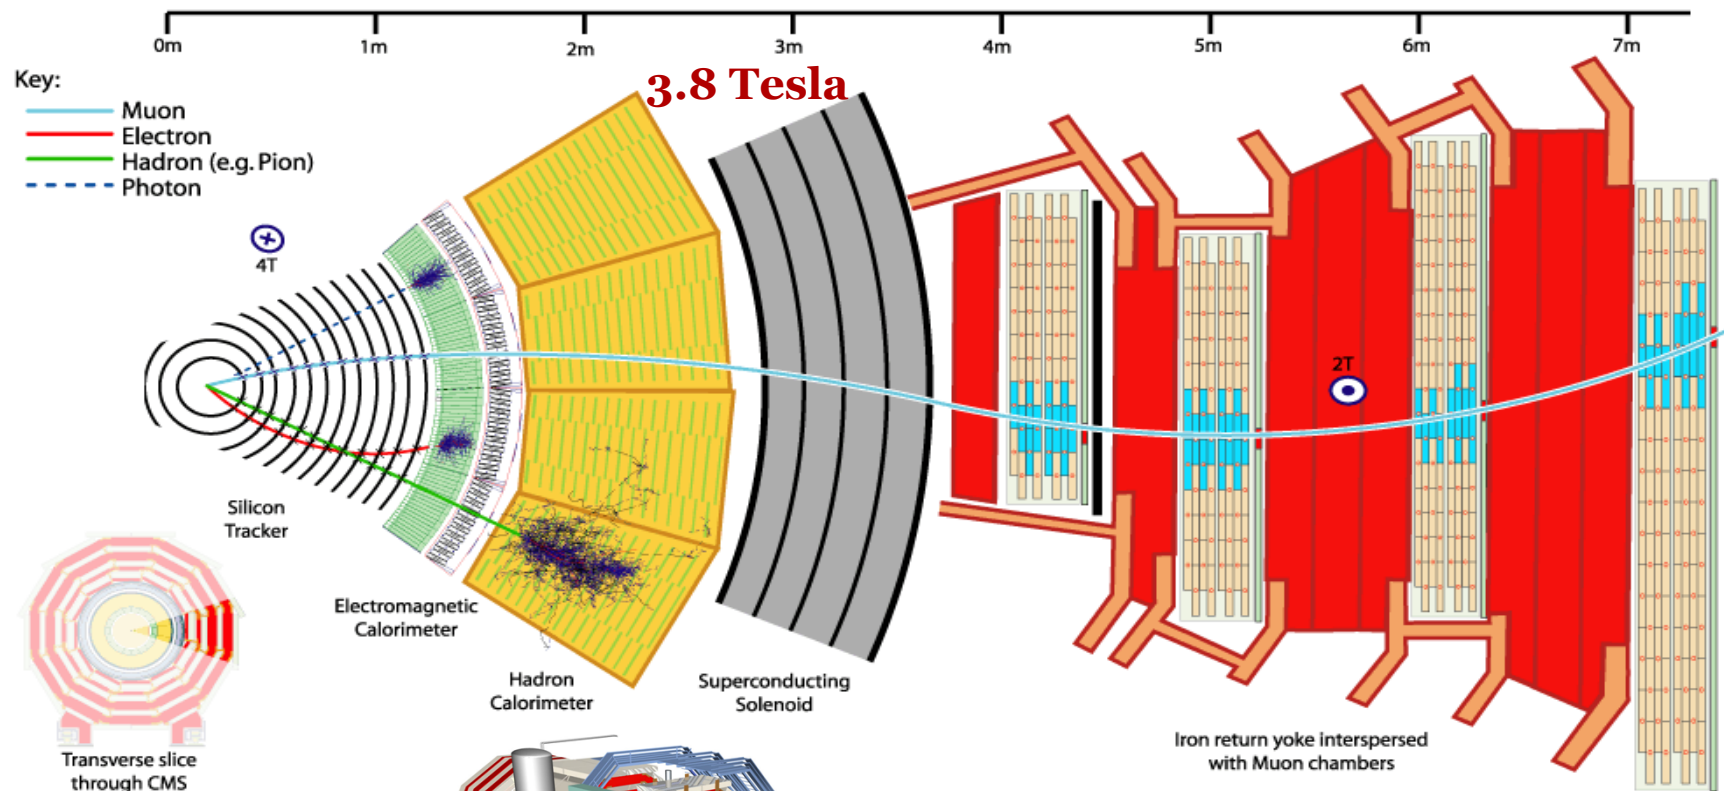 0m 1m 2m 3m 4m 5m 6m 7m
3.8 Tesla
Key:
Muon
Electron
Hadron (e.g. Pion)
Photon
4T
2T
Silicon
Tracker
Electromagnetic
Calorimeter
Hadron
Calorimeter
Superconducting
Solenoid
Iron return yoke interspersed
with Muon chambers
Transverse slice
through CMS